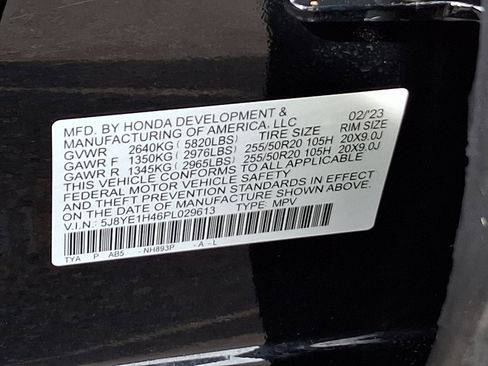 MFD. BY HONDA DEVELOPMENT & 02/'23
MANUFACTURING OF AMERICA, LLC
GVWR 2640KG (5820LBS) TIRE SIZE RIM SIZE
GAWR F 1350KG (2976LBS) 255/50R20 105H 20X9.0J
GAWR R 1345KG (2965LBS) 255/50R20 105H 20X9.0J
THIS VEHICLE CONFORMS TO ALL APPLICABLE
FEDERAL MOTOR VEHICLE SAFETY
AND THEFT PREVENTION STANDARDS IN EFFECT
ON THE DATE OF MANUFACTURE SHOWN ABOVE.
V.I.N.: 5J8YE1H46PL029613 TYPE: MPV
TYA P AB5 - NH893P - A - L